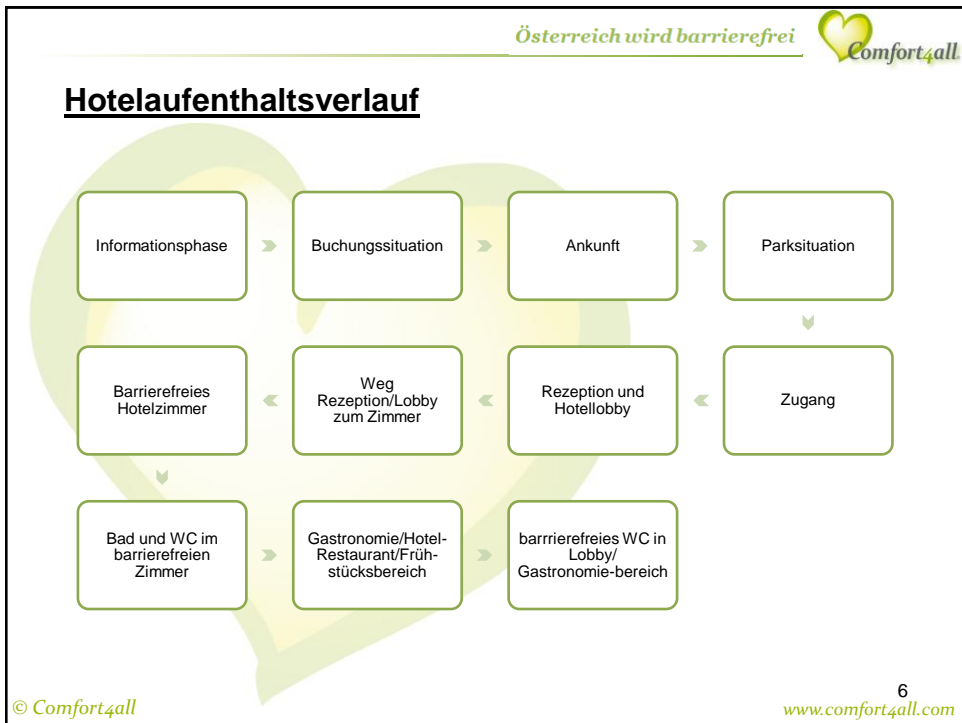 Österreich wird barrierefrei
Comfort4all
Hotelaufenthaltsverlauf
Informationsphase
Buchungssituation
Ankunft
Parksituation
Zugang
Rezeption und
Hotellobby
Weg
Rezeption/Lobby
zum Zimmer
Barrierefreies
Hotelzimmer
Bad und WC im
barrierefreien
Zimmer
Gastronomie/Hotel-
Restaurant/Früh-
stücksbereich
barrrierefreies WC in
Lobby/
Gastronomie-bereich
6
© Comfort4all
www.comfort4all.com